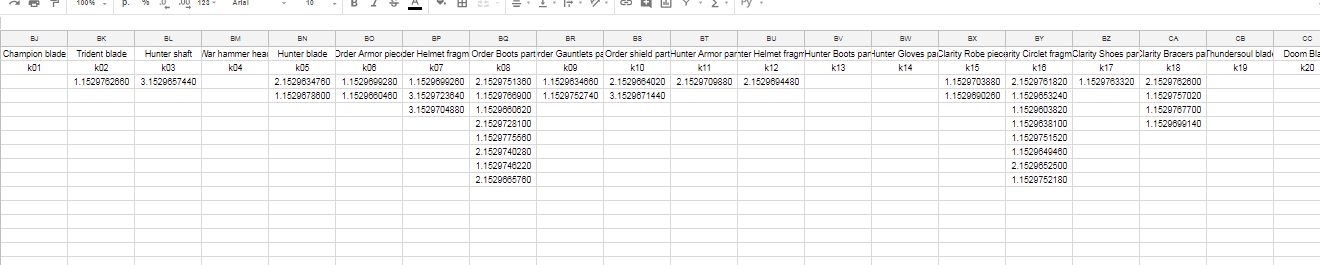 100% р. % .0 .00 123 Arial 10 B I S A Σ Ру
BJ BK BL BM BN BO BP BQ BR BS BT BU BV BW BX BY BZ CA CB CC
Champion blade Trident blade Hunter shaft War hammer head Hunter blade Order Armor piece der Helmet fragm Order Boots part rder Gauntlets pa Order shield part Hunter Armor par nter Helmet fragm Hunter Boots par Hunter Gloves pa Clarity Robe piece rity Circlet fragm Clarity Shoes par Clarity Bracers pa Thundersoul blade Doom Bla
k01 k02 k03 k04 k05 k06 k07 k08 k09 k10 k11 k12 k13 k14 k15 k16 k17 k18 k19 k20
1.1529762660 3.1529657440 2.1529634760 1.1529699280 1.1529699260 2.1529751360 1.1529634660 2.1529664020 2.1529709880 2.1529694480 1.1529703880 2.1529761820 1.1529763320 2.1529762600
1.1529678600 1.1529660460 3.1529723640 1.1529766900 1.1529752740 3.1529671440 1.1529690260 1.1529653240 1.1529757020
3.1529704880 1.1529660620 1.1529603820 1.1529767700
2.1529728100 1.1529638100 1.1529699140
1.1529775560 1.1529751520
2.1529740280 1.1529649460
1.1529746220 2.1529652500
2.1529665760 1.1529752180